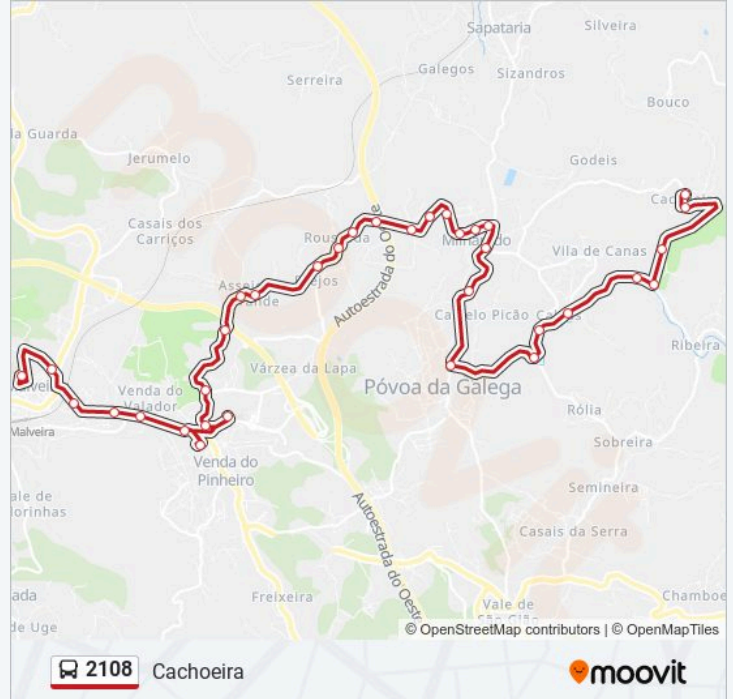 Sapataria
Silveira
Galegos
Sizandros
Serreira
Bouco
la Guarda
Jerumelo
Godeis
Casais dos
Carriços
Vila de Canas
Autoestrada do Oeste
Várzea da Lapa
Ribeira
Póvoa da Galega
Venda do
Valador
Rólia
Malveira
Sobreira
Venda do
Pinheiro
Semineira
ale de
lorinhas
Casais da Serra
Autoestrada do Oeste
ada
Freixeira
Chamboe
Vale de
de Uge
© OpenStreetMap contributors | © OpenMapTiles
2108 Cachoeira
moovit